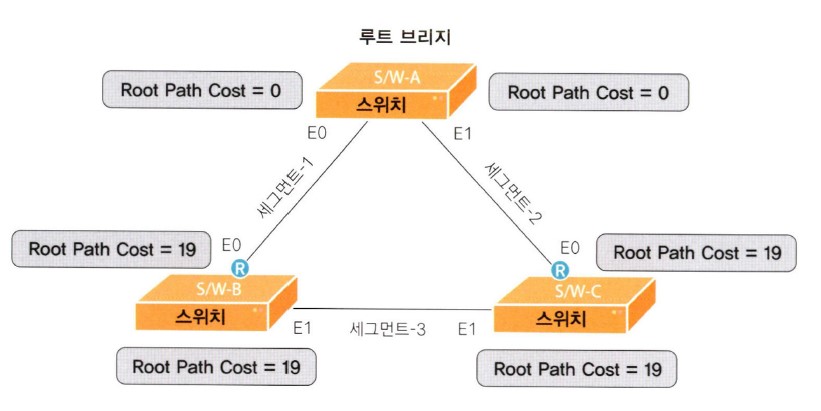 루트 브리지
S/W-A
Root Path Cost = 0
스위치
Root Path Cost = 0
E0
E1
세그먼트-1
세그먼트-2
Root Path Cost = 19
E0
E0
Root Path Cost = 19
R
R
S/W-B
S/W-C
스위치
스위치
E1
세그먼트-3
E1
Root Path Cost = 19
Root Path Cost = 19